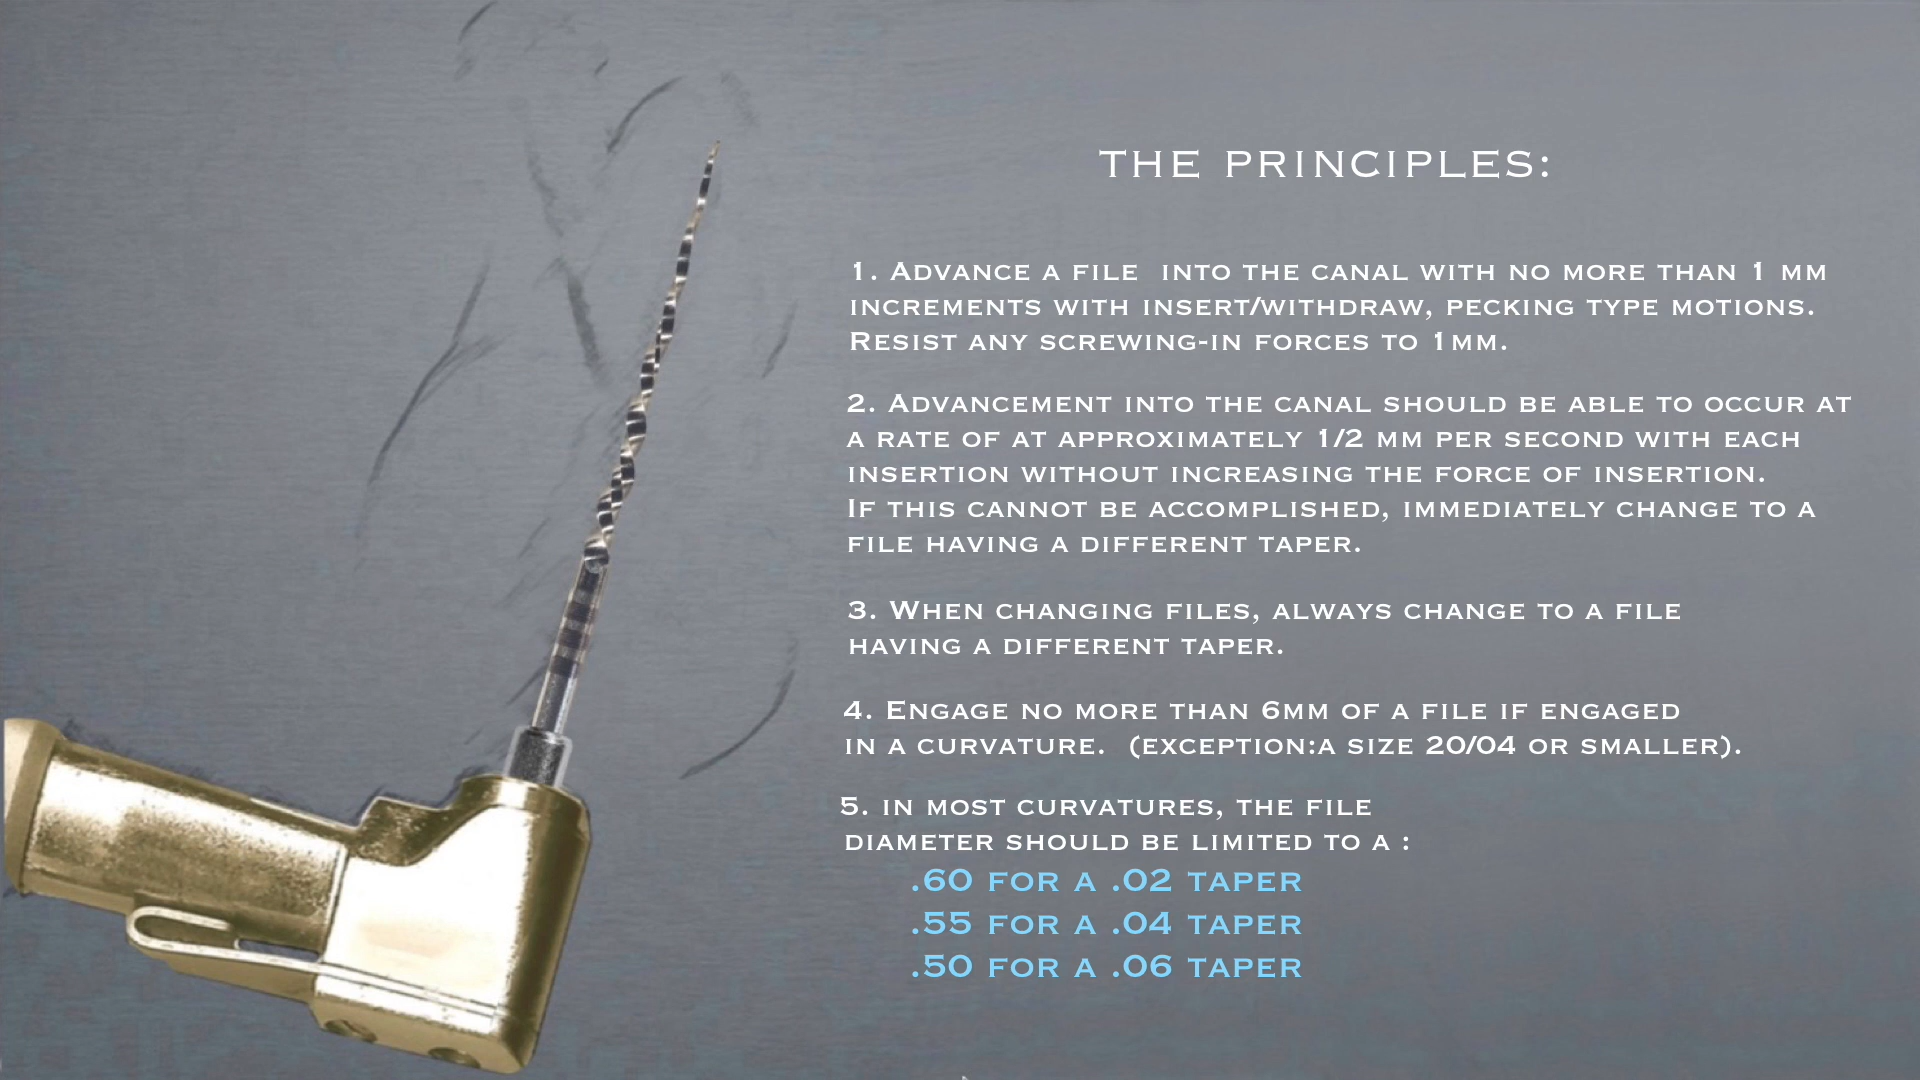 THE PRINCIPLES:
1. ADVANCE A FILE INTO THE CANAL WITH NO MORE THAN 1 MM
INCREMENTS WITH INSERT/WITHDRAW, PECKING TYPE MOTIONS.
RESIST ANY SCREWING-IN FORCES TO 1MM.
2. ADVANCEMENT INTO THE CANAL SHOULD BE ABLE TO OCCUR AT
A RATE OF AT APPROXIMATELY 1/2 MM PER SECOND WITH EACH
INSERTION WITHOUT INCREASING THE FORCE OF INSERTION.
IF THIS CANNOT BE ACCOMPLISHED, IMMEDIATELY CHANGE TO A
FILE HAVING A DIFFERENT TAPER.
3. WHEN CHANGING FILES, ALWAYS CHANGE TO A FILE
HAVING A DIFFERENT TAPER.
4. ENGAGE NO MORE THAN 6MM OF A FILE IF ENGAGED
IN A CURVATURE. (EXCEPTION:A SIZE 20/04 OR SMALLER).
5. IN MOST CURVATURES, THE FILE
DIAMETER SHOULD BE LIMITED TO A :
.60 FOR A .02 TAPER
.55 FOR A .04 TAPER
.50 FOR A .06 TAPER